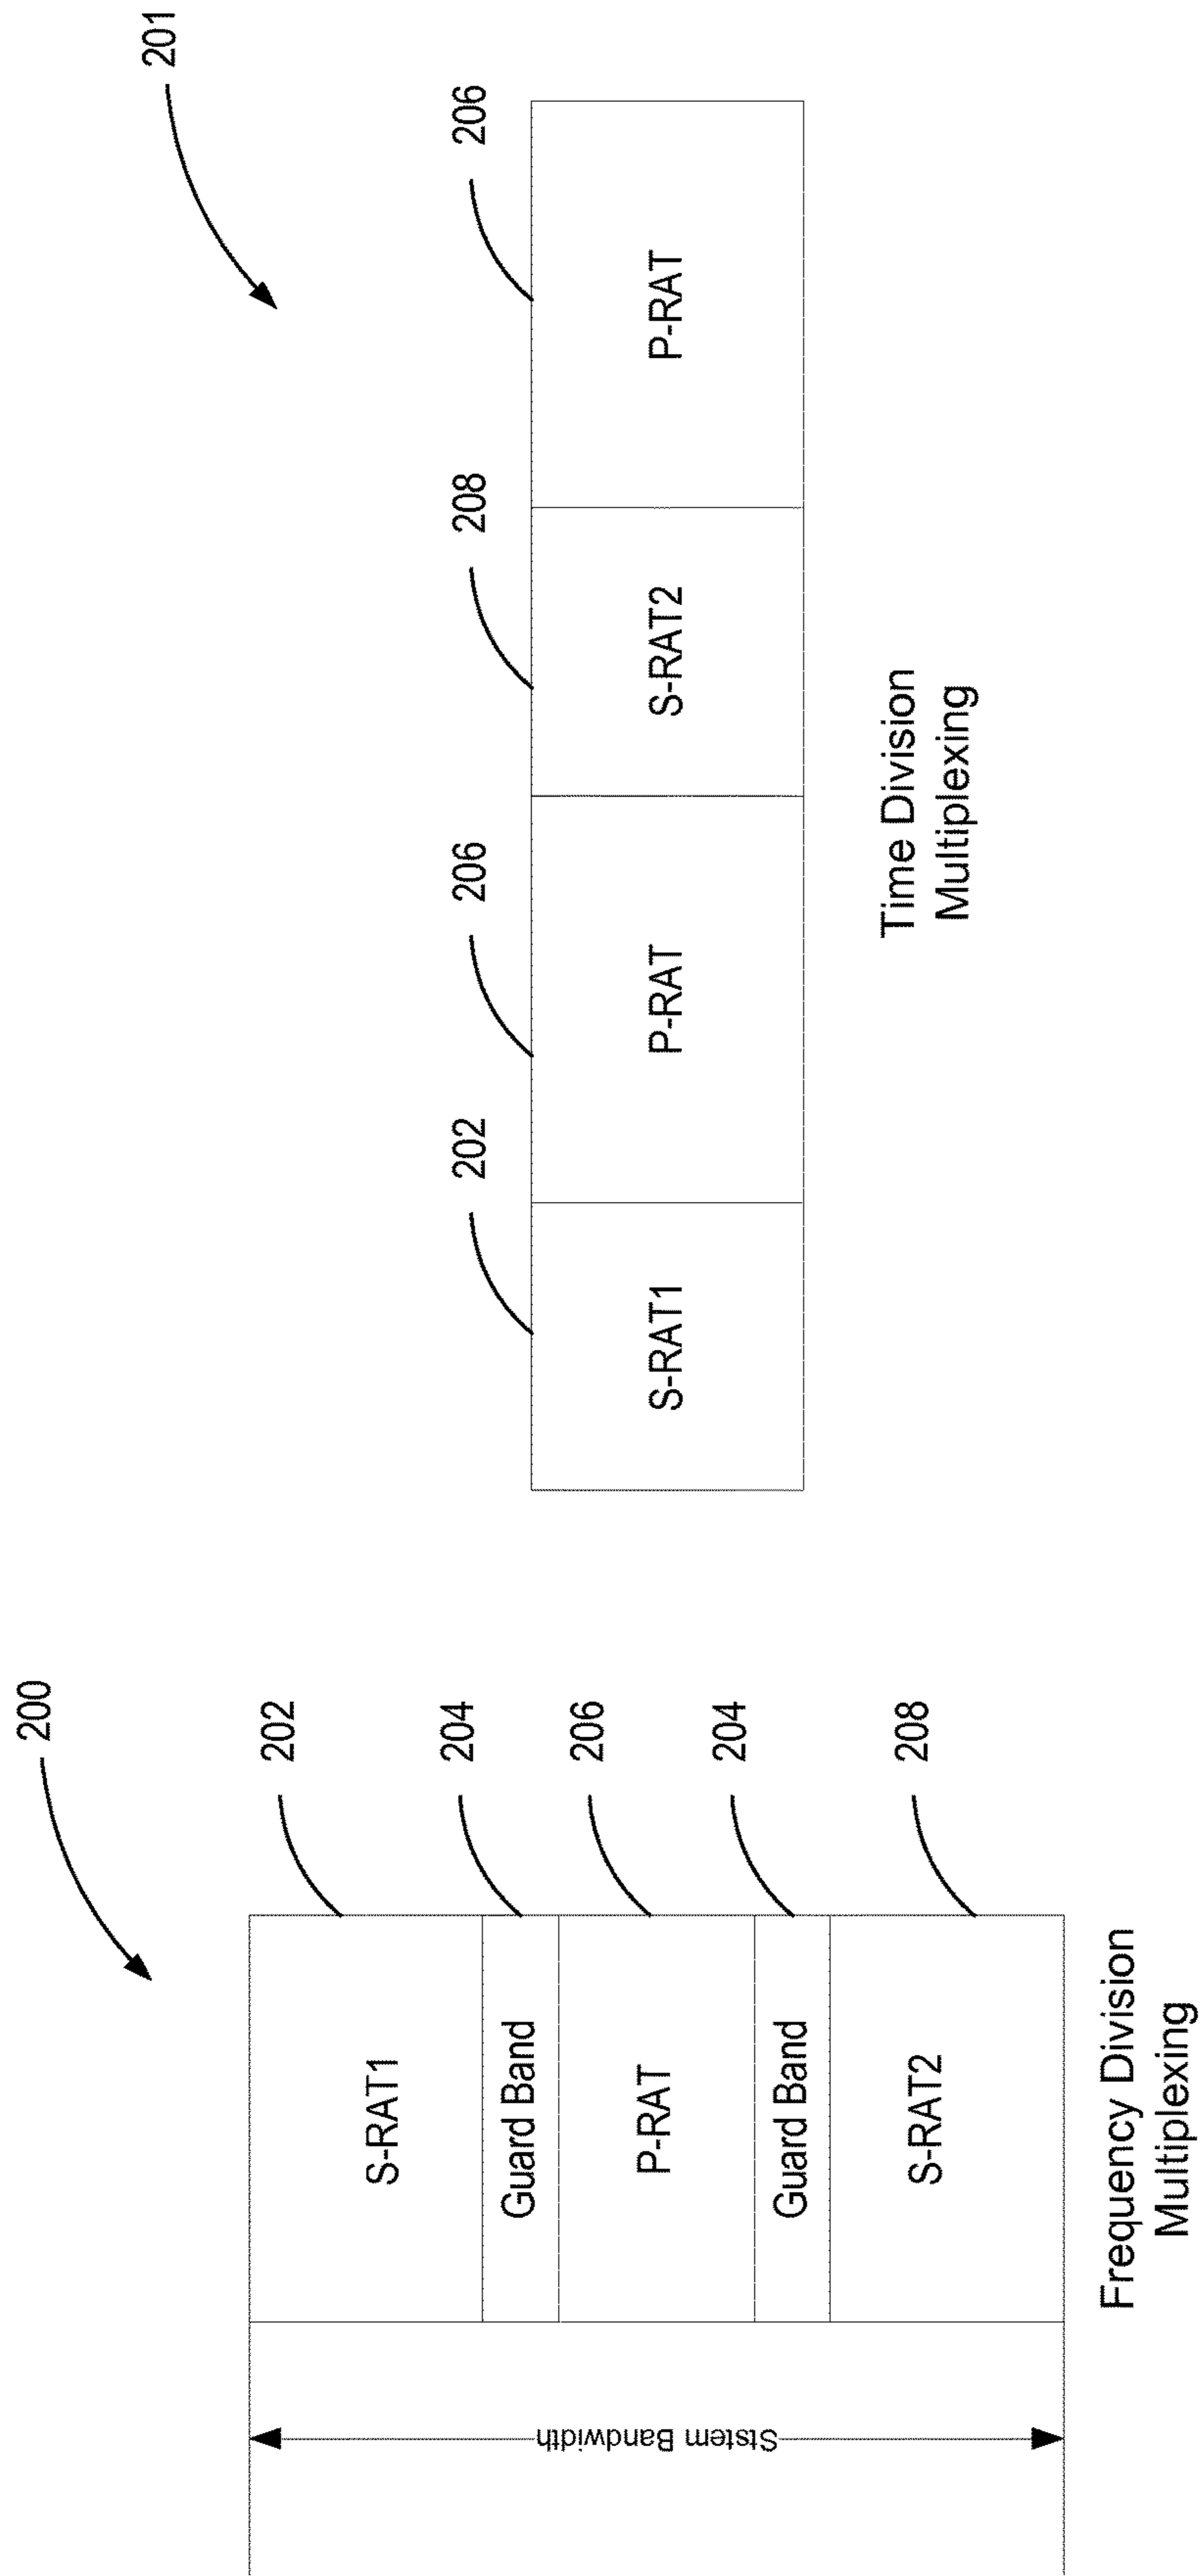 200
202
S-RAT1
204
Guard Band
206
P-RAT
204
Guard Band
208
S-RAT2
Ststem Bandwidth
Frequency Division
Multiplexing
201
202
206
208
206
S-RAT1
P-RAT
S-RAT2
P-RAT
Time Division
Multiplexing